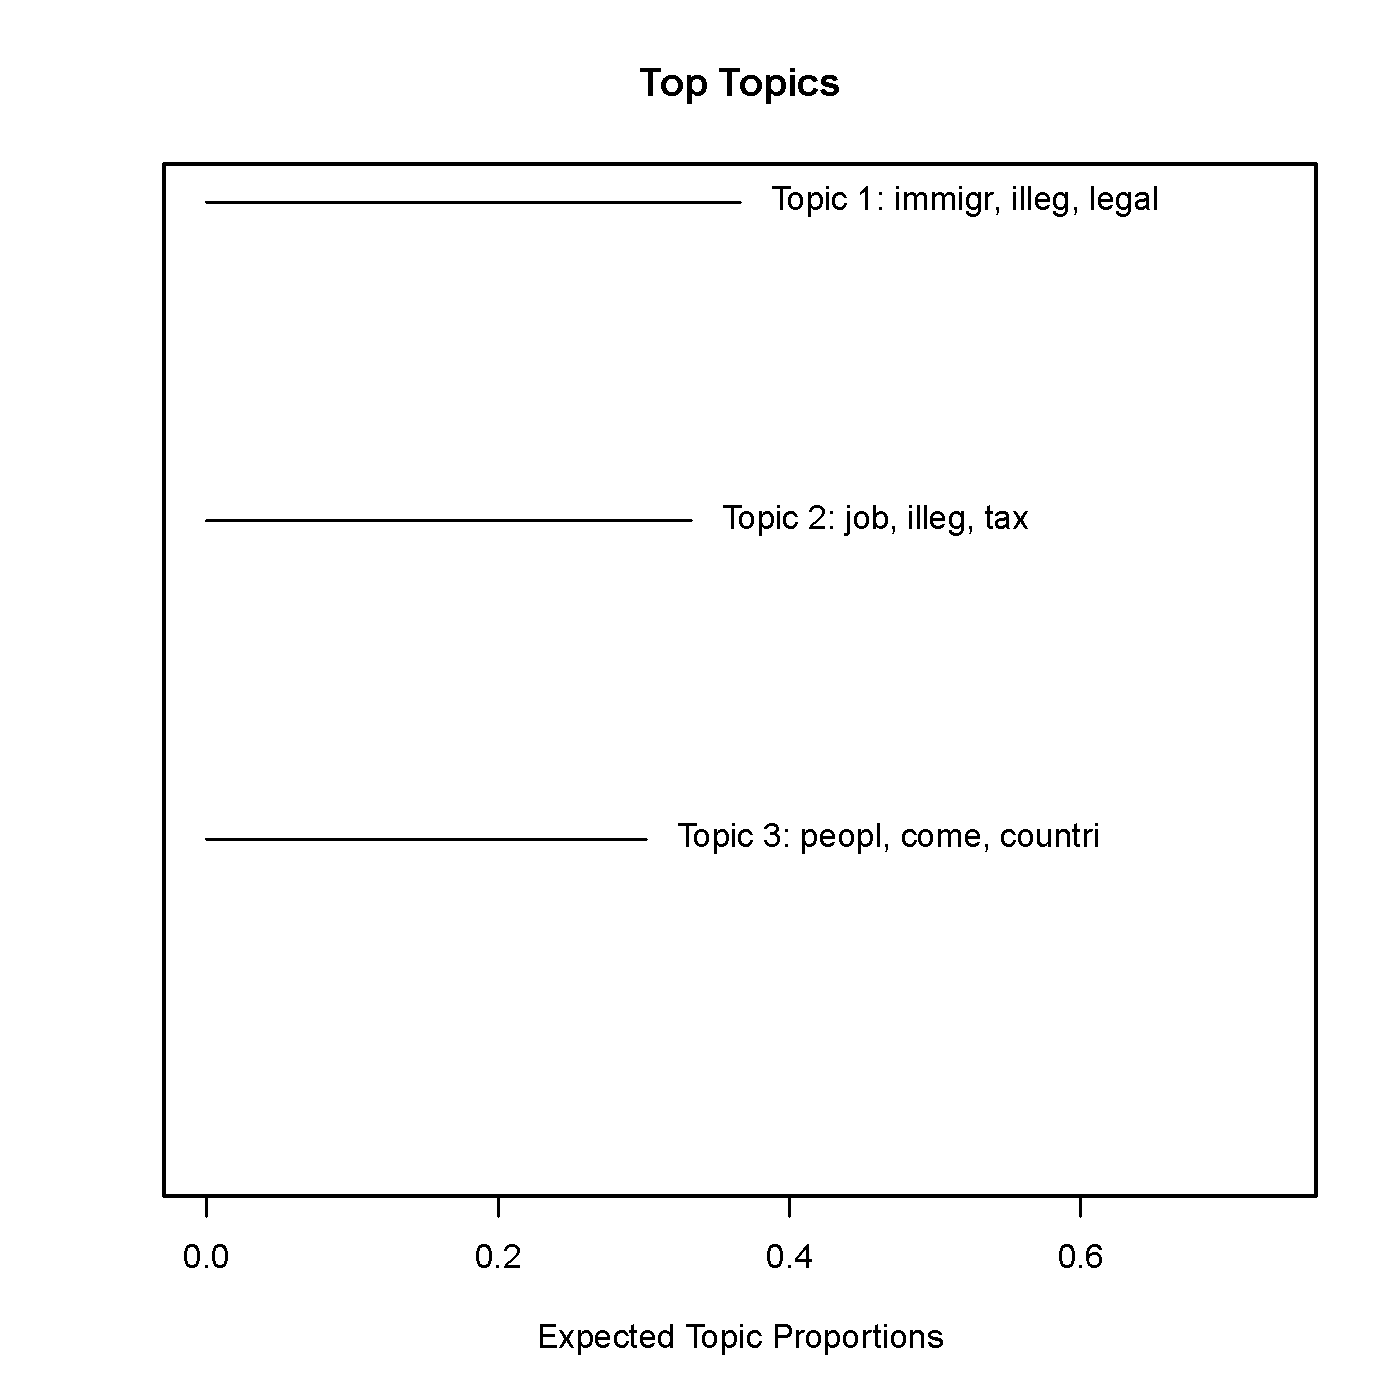 Top Topics
Topic 1: immigr, illeg, legal
Topic 2: job, illeg, tax
Topic 3: peopl, come, countri
0.0 0.2 0.4 0.6
Expected Topic Proportions